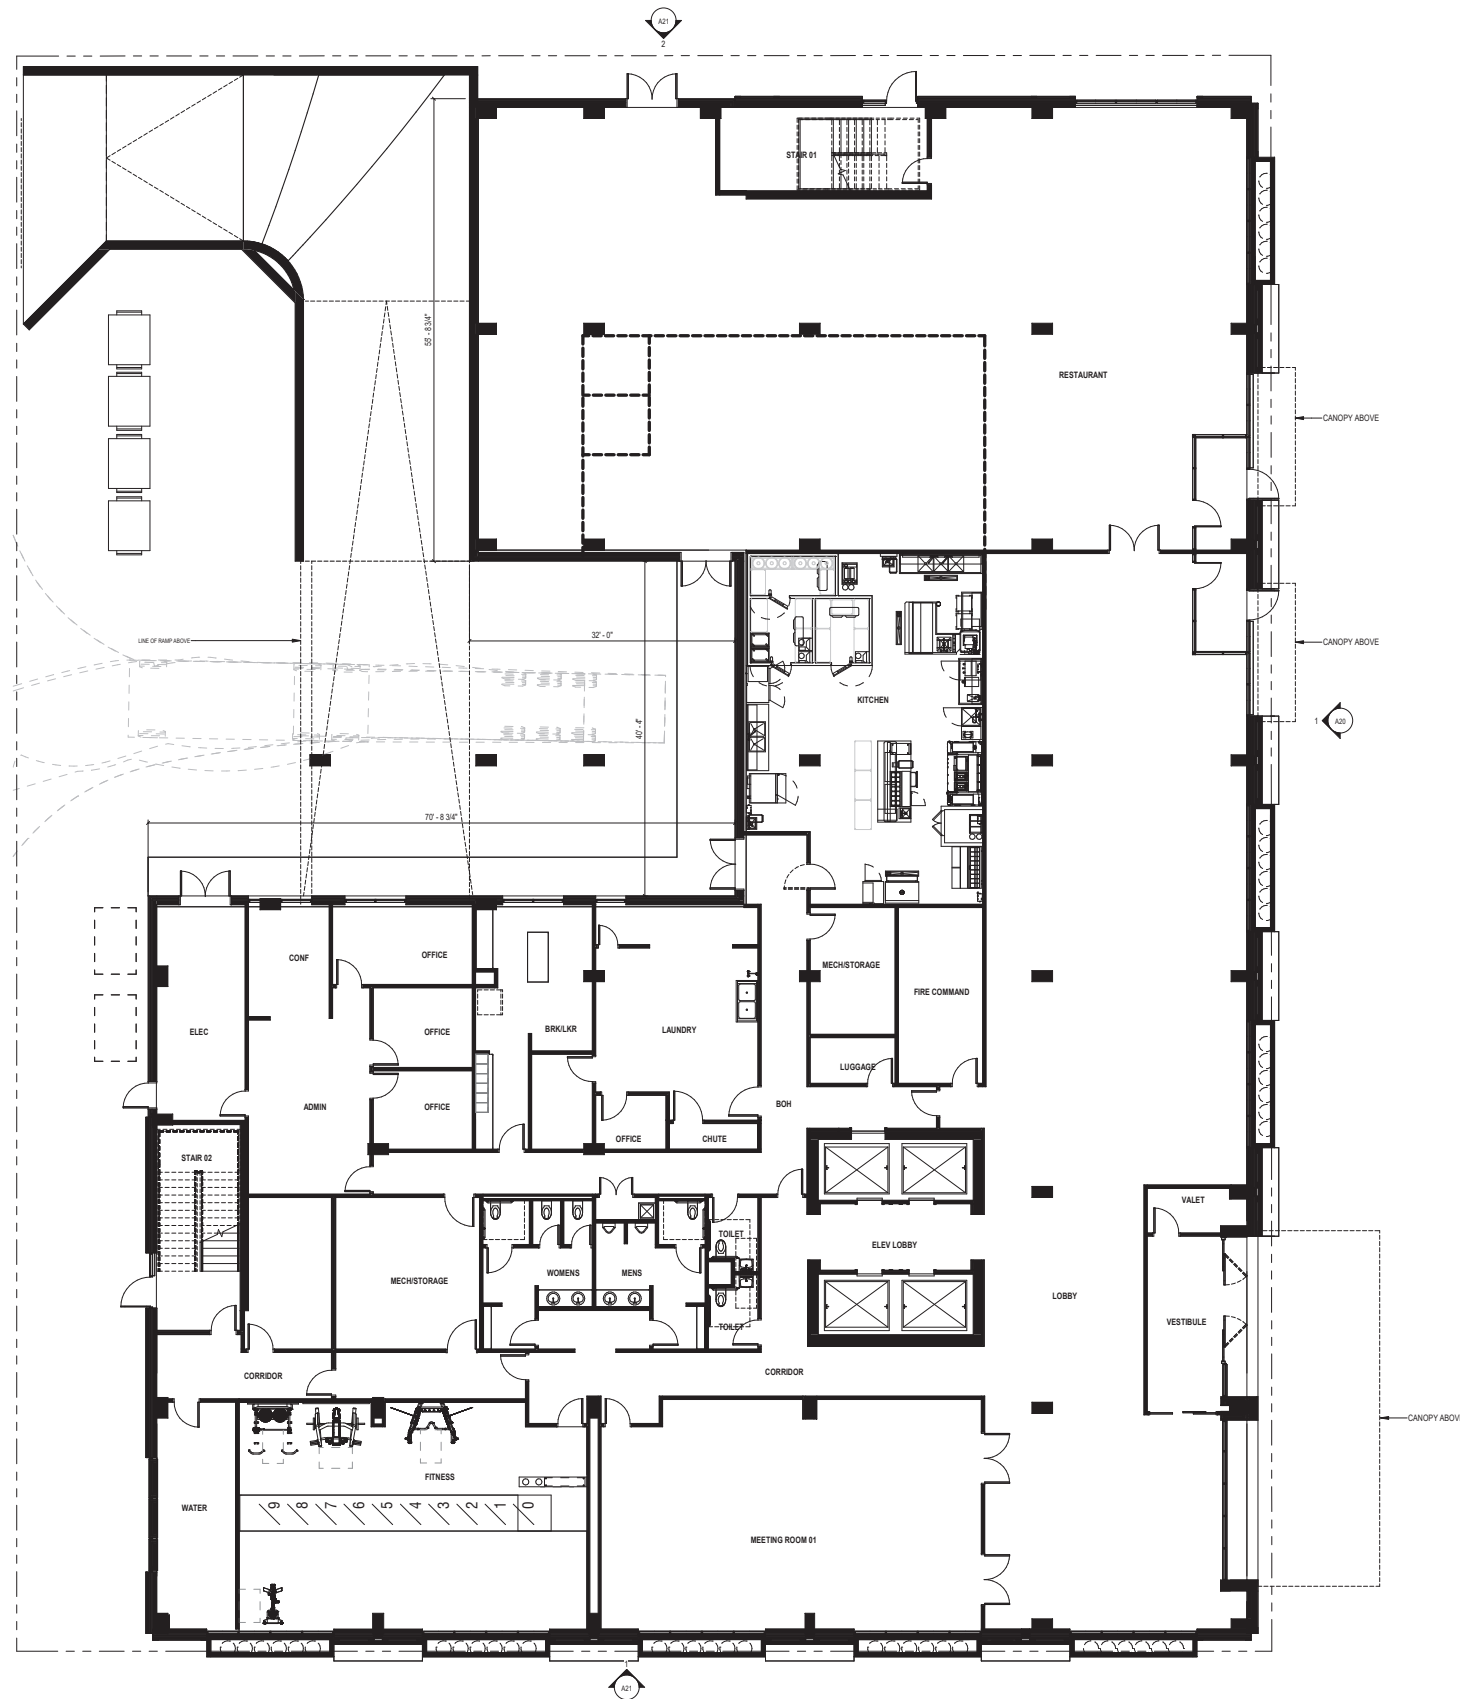 A21
2
STAIR 01
56' - 8 3/4"
RESTAURANT
CANOPY ABOVE
LINE OF RAMP ABOVE
32' - 0"
CANOPY ABOVE
KITCHEN
40' - 4"
1
A20
70' - 8 3/4"
CONF
OFFICE
MECH/STORAGE
FIRE COMMAND
ELEC
OFFICE
BRK/LKR
LAUNDRY
LUGGAGE
ADMIN
OFFICE
BOH
OFFICE
CHUTE
STAIR 02
VALET
TOILET
ELEV LOBBY
WOMENS
MENS
MECH/STORAGE
LOBBY
VESTIBULE
TOILET
CORRIDOR
CORRIDOR
CANOPY ABOV
FITNESS
WATER
9 8 7 6 5 4 3 2 1 0
MEETING ROOM 01
1
A21